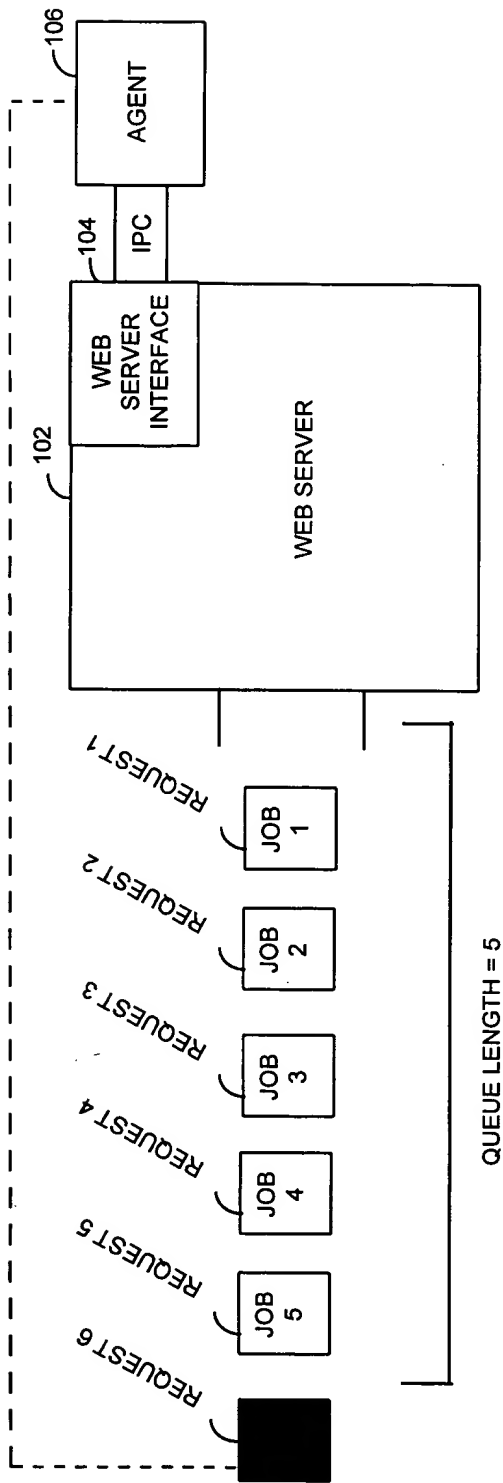 106
AGENT
IPC
104
WEB
SERVER
INTERFACE
102
WEB SERVER
REQUEST 1
JOB
1
REQUEST 2
JOB
2
REQUEST 3
JOB
3
REQUEST 4
JOB
4
REQUEST 5
JOB
5
REQUEST 6
QUEUE LENGTH = 5